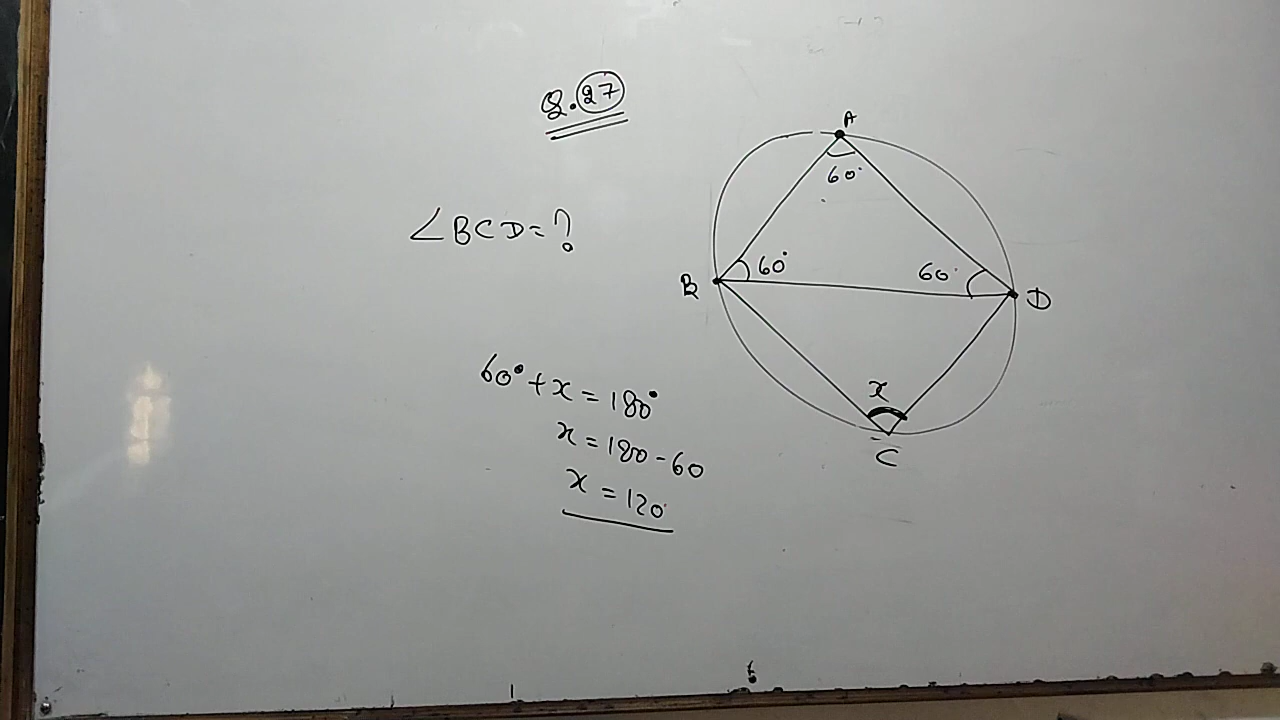 Q.27
∠BCD=?
A
60°
60°
60°
B
D
x
C
60°+x=180°
x=180-60
x=120°